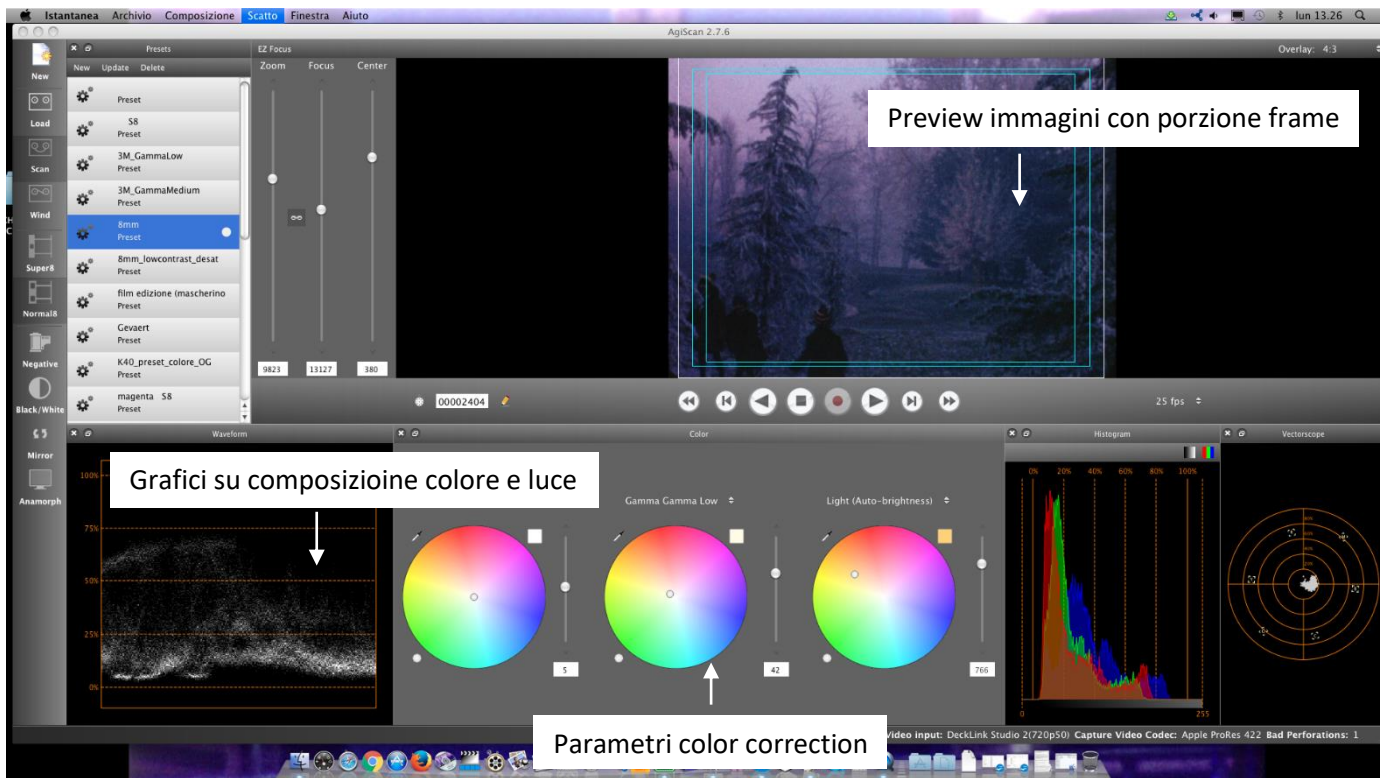 Istantanea Archivio Composizione Scatto Finestra Aiuto
lun 13.26
AgiScan 2.7.6
Presets
EZ Focus
Overlay: 4:3
New Update Delete
Zoom Focus Center
New
Load
Scan
Wind
Super8
Normal8
Negative
Black/White
Mirror
Anamorph
Preset
S8
Preset
3M_GammaLow
Preset
3M_GammaMedium
Preset
8mm
Preset
8mm_lowcontrast_desat
Preset
film edizione (mascherino
Preset
Gevaert
Preset
K40_preset_colore_OG
Preset
magenta S8
Preset
9823 13127 380
Preview immagini con porzione frame
00002404
25 fps
Waveform
Color
Histogram
Vectorscope
Grafici su composizioine colore e luce
100%
75%
50%
25%
0%
Gamma Gamma Low
Light (Auto-brightness)
5
42
766
0% 20% 40% 60% 80% 100%
0
255
Parametri color correction
Video input: DeckLink Studio 2(720p50) Capture Video Codec: Apple ProRes 422 Bad Perforations: 1